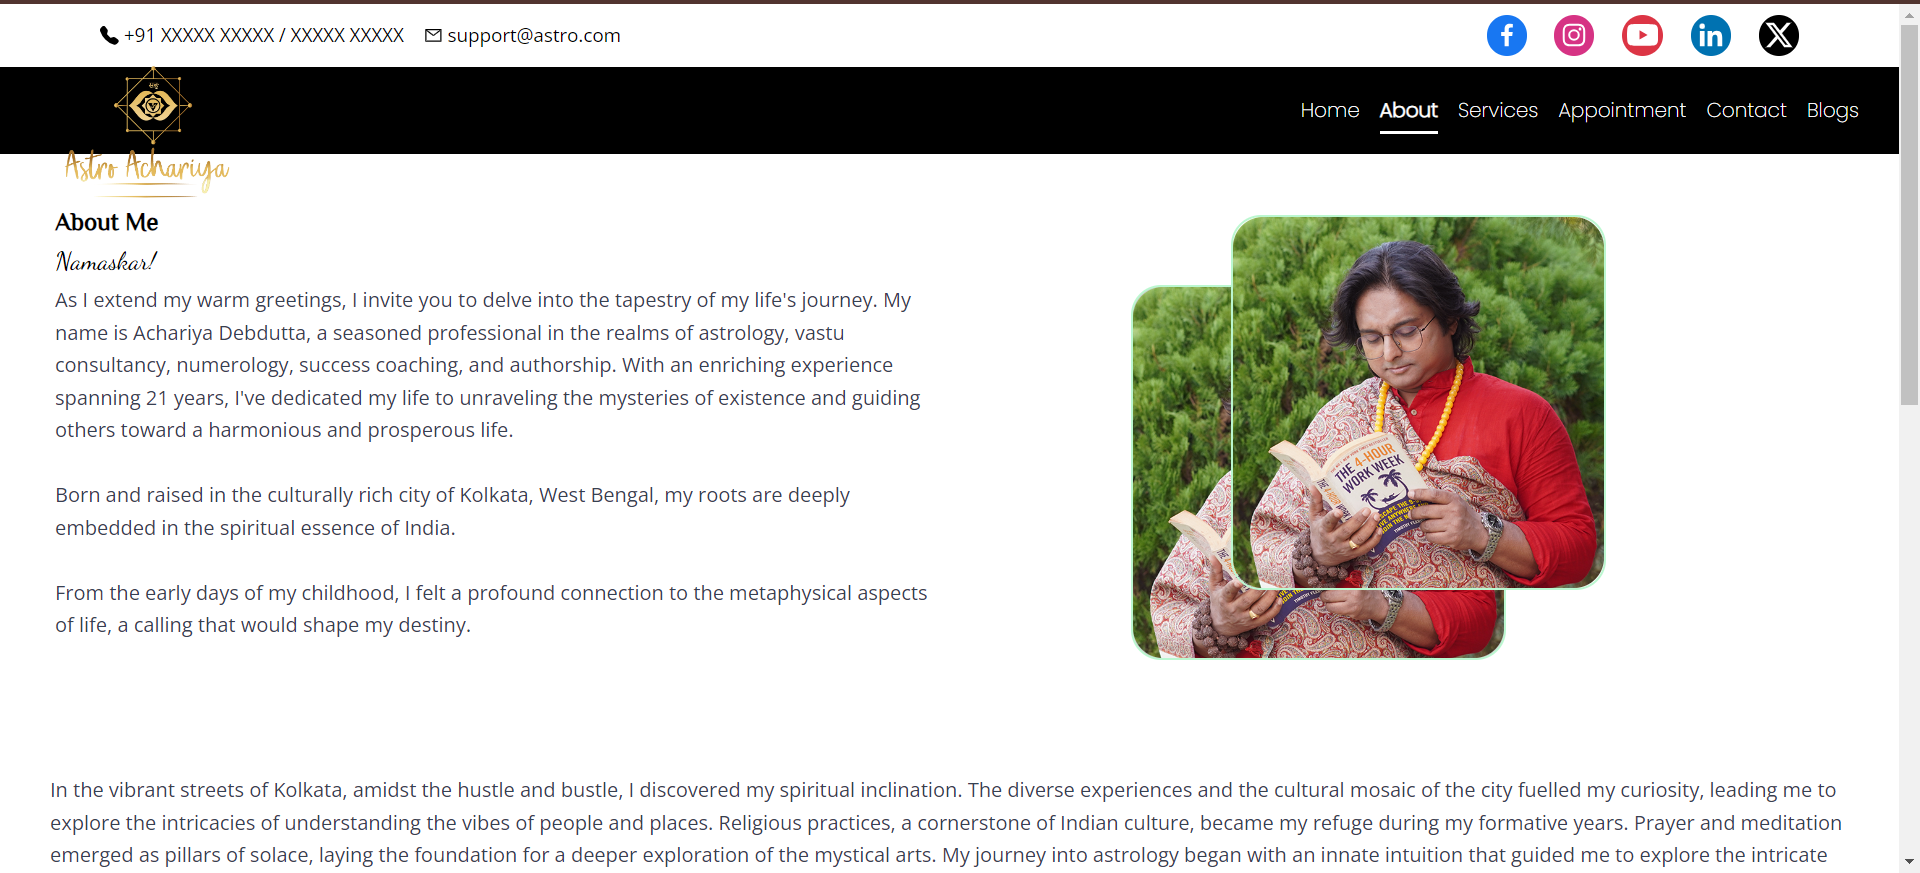 +91 XXXXX XXXXX / XXXXX XXXXX support@astro.com
Astro Achariya
Home About Services Appointment Contact Blogs
About Me
Namaskar!
As I extend my warm greetings, I invite you to delve into the tapestry of my life's journey. My
name is Achariya Debdutta, a seasoned professional in the realms of astrology, vastu
consultancy, numerology, success coaching, and authorship. With an enriching experience
spanning 21 years, I've dedicated my life to unraveling the mysteries of existence and guiding
others toward a harmonious and prosperous life.
Born and raised in the culturally rich city of Kolkata, West Bengal, my roots are deeply
embedded in the spiritual essence of India.
From the early days of my childhood, I felt a profound connection to the metaphysical aspects
of life, a calling that would shape my destiny.
THE 4-HOUR
WORK WEEK
In the vibrant streets of Kolkata, amidst the hustle and bustle, I discovered my spiritual inclination. The diverse experiences and the cultural mosaic of the city fuelled my curiosity, leading me to
explore the intricacies of understanding the vibes of people and places. Religious practices, a cornerstone of Indian culture, became my refuge during my formative years. Prayer and meditation
emerged as pillars of solace, laying the foundation for a deeper exploration of the mystical arts. My journey into astrology began with an innate intuition that guided me to explore the intricate